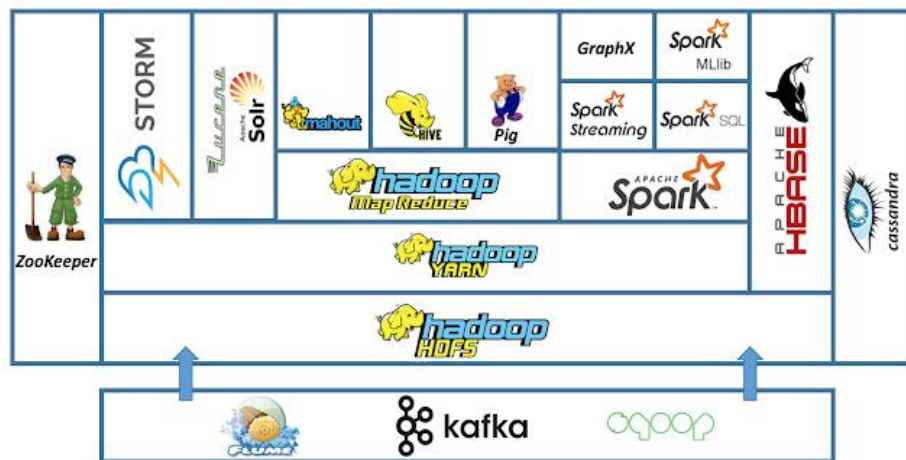 STORM
Lucene
Apache
Solr
mahout
HIVE
Pig
GraphX
Spark
MLlib
Spark
Streaming
Spark SQL
APACHE
HBASE
cassandra
ZooKeeper
hadoop
Map Reduce
APACHE
Spark
hadoop
YARN
hadoop
HDFS
FLUME
kafka
sqoop